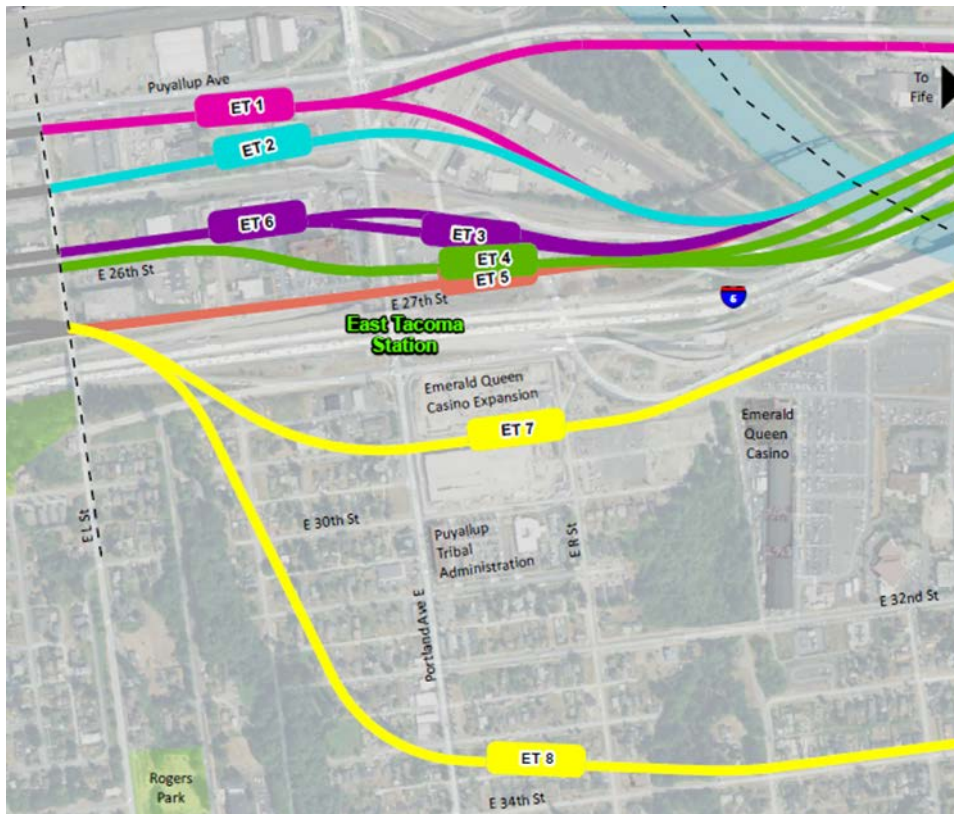 Puyallup Ave
To
Fife
ET 1
ET 2
ET 6
ET 3
ET 4
ET 5
E 26th St
E 27th St
East Tacoma
Station
Emerald Queen
Casino Expansion
ET 7
Emerald
Queen
Casino
E L St
E 30th St
Puyallup
Tribal
Administration
E R St
E 32nd St
Portland Ave E
ET 8
Rogers
Park
E 34th St